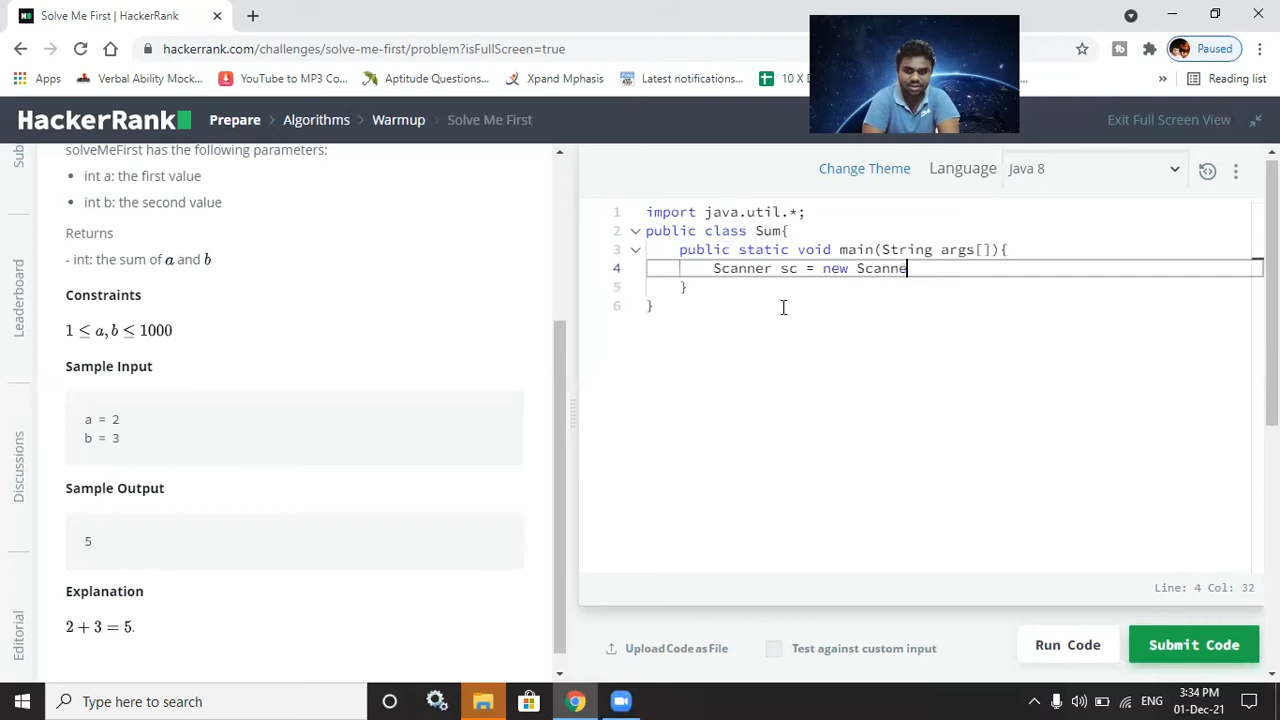 Solve Me First | HackerRank
hackerrank.com/challenges/solve-me-first/problem?isFullScreen=true
Paused
Apps
Verbal Ability Mock...
YouTube to MP3 Co...
Aptitude Questions...
Xpand Mphasis
Latest notifications...
10 X D
»
Reading list
HackerRank
Prepare
Algorithms
Warmup
Solve Me First
Exit Full Screen View
Sub
Leaderboard
Discussions
Editorial
solveMeFirst has the following parameters:
• int a: the first value
• int b: the second value
Returns
- int: the sum of a and b
Constraints
1 ≤ a, b ≤ 1000
Sample Input
a = 2
b = 3
Sample Output
5
Explanation
2 + 3 = 5.
Change Theme
Language
Java 8
1 import java.util.*;
2 public class Sum{
3 public static void main(String args[]){
4 Scanner sc = new Scanne
5 }
6 }
Line: 4 Col: 32
Upload Code as File
Test against custom input
Run Code
Submit Code
Type here to search
ENG
3:34 PM
01-Dec-21